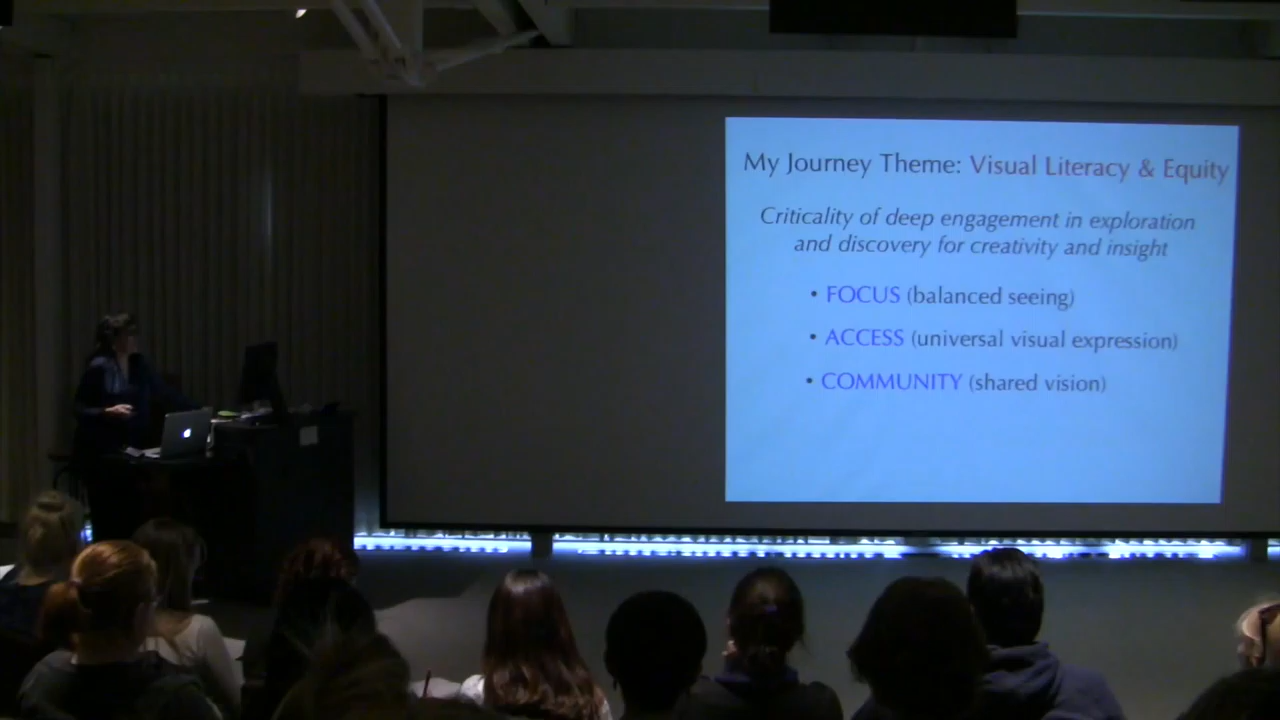 My Journey Theme: Visual Literacy & Equity
Criticality of deep engagement in exploration
and discovery for creativity and insight
• FOCUS (balanced seeing)
• ACCESS (universal visual expression)
• COMMUNITY (shared vision)